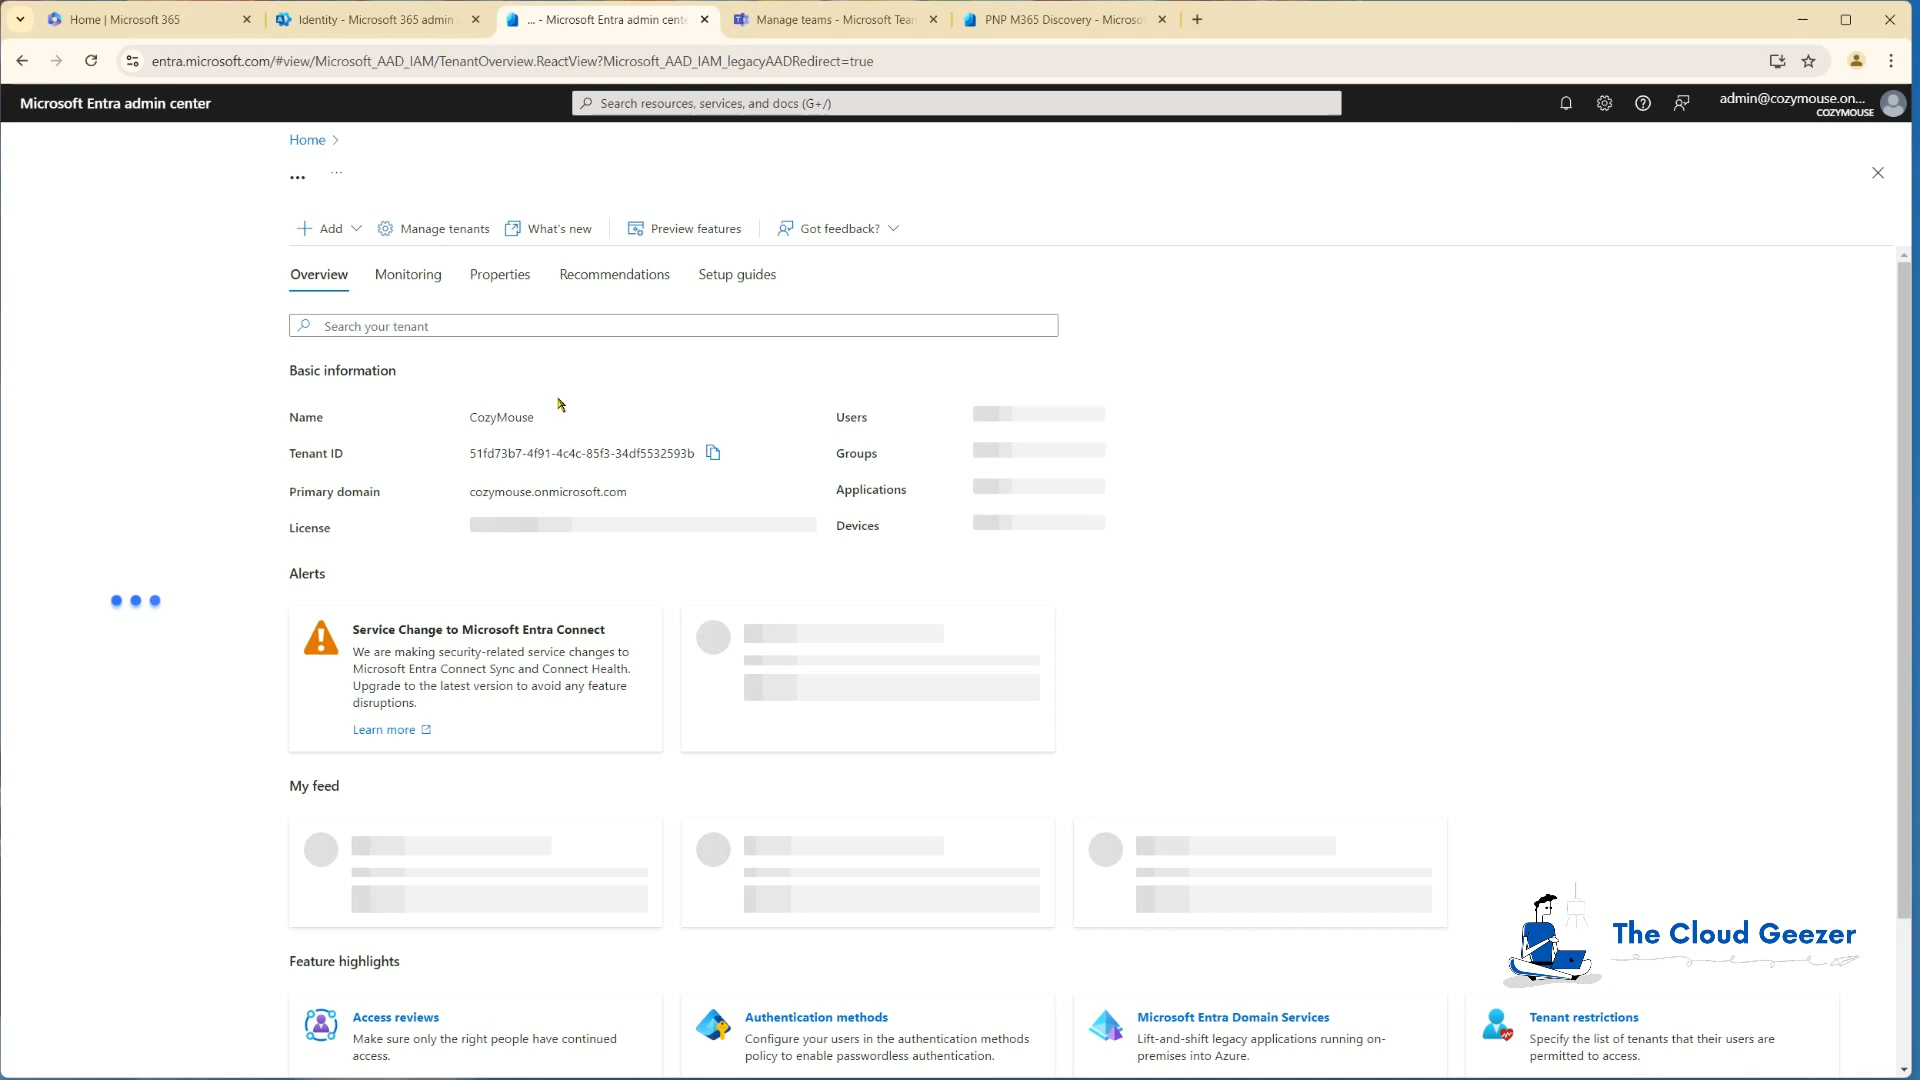 Home | Microsoft 365
Identity - Microsoft 365 admin
... - Microsoft Entra admin cente
Manage teams - Microsoft Tea
PNP M365 Discovery - Microso
entra.microsoft.com/#view/Microsoft_AAD_IAM/TenantOverview.ReactView?Microsoft_AAD_IAM_legacyAADRedirect=true
Microsoft Entra admin center
Search resources, services, and docs (G+/)
admin@cozymouse.on...
COZYMOUSE
Home
...
...
Add
Manage tenants
What's new
Preview features
Got feedback?
Overview
Monitoring
Properties
Recommendations
Setup guides
Search your tenant
Basic information
Name
CozyMouse
Users
Tenant ID
51fd73b7-4f91-4c4c-85f3-34df5532593b
Groups
Primary domain
cozymouse.onmicrosoft.com
Applications
License
Devices
Alerts
Service Change to Microsoft Entra Connect
We are making security-related service changes to
Microsoft Entra Connect Sync and Connect Health.
Upgrade to the latest version to avoid any feature
disruptions.
Learn more
My feed
The Cloud Geezer
Feature highlights
Access reviews
Make sure only the right people have continued
access.
Authentication methods
Configure your users in the authentication methods
policy to enable passwordless authentication.
Microsoft Entra Domain Services
Lift-and-shift legacy applications running on-
premises into Azure.
Tenant restrictions
Specify the list of tenants that their users are
permitted to access.